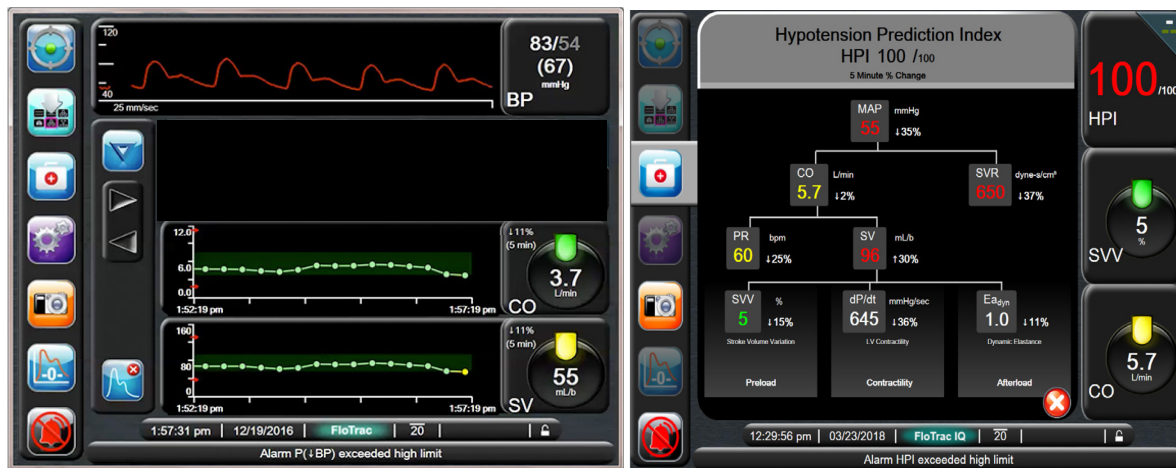 120
40
25 mm/sec
83/54
(67)
mmHg
BP
12.0
6.0
0.0
1:52:19 pm
1:57:19 pm
↓11%
(5 min)
3.7
L/min
CO
160
80
0
1:52:19 pm
1:57:19 pm
↓11%
(5 min)
55
mL/b
SV
-0-
1:57:31 pm | 12/19/2016 | FloTrac | 20
Alarm P(↓BP) exceeded high limit
Hypotension Prediction Index
HPI 100 /100
5 Minute % Change
MAP mmHg
55 ↓35%
CO L/min
5.7 ↓2%
SVR dyne-s/cm⁵
650 ↓37%
PR bpm
60 ↓25%
SV mL/b
96 ↑30%
SVV %
5 ↓15%
Stroke Volume Variation
Preload
dP/dt mmHg/sec
645 ↓36%
LV Contractility
Contractility
Eadyn
1.0 ↓11%
Dynamic Elastance
Afterload
100/100
HPI
5
%
SVV
5.7
L/min
CO
-0-
12:29:56 pm | 03/23/2018 | FloTrac IQ | 20
Alarm HPI exceeded high limit